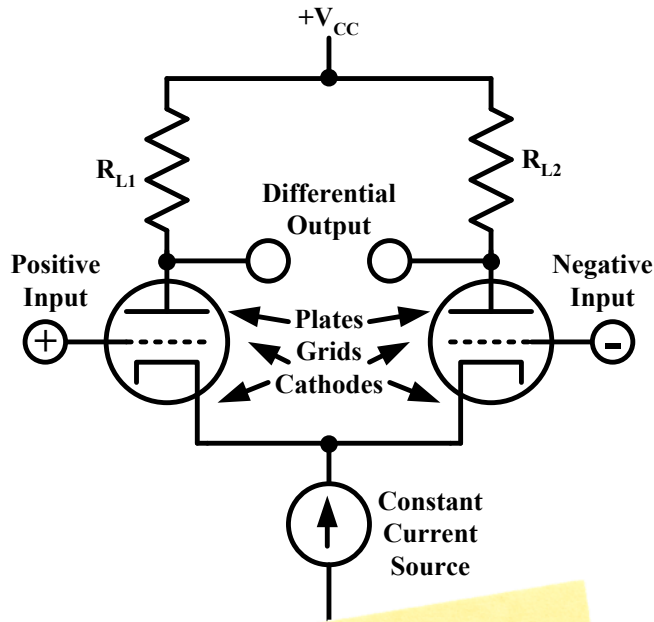 +VCC
RL1
RL2
Differential
Output
Positive
Input
Negative
Input
+
Plates
Grids
Cathodes
-
Constant
Current
Source